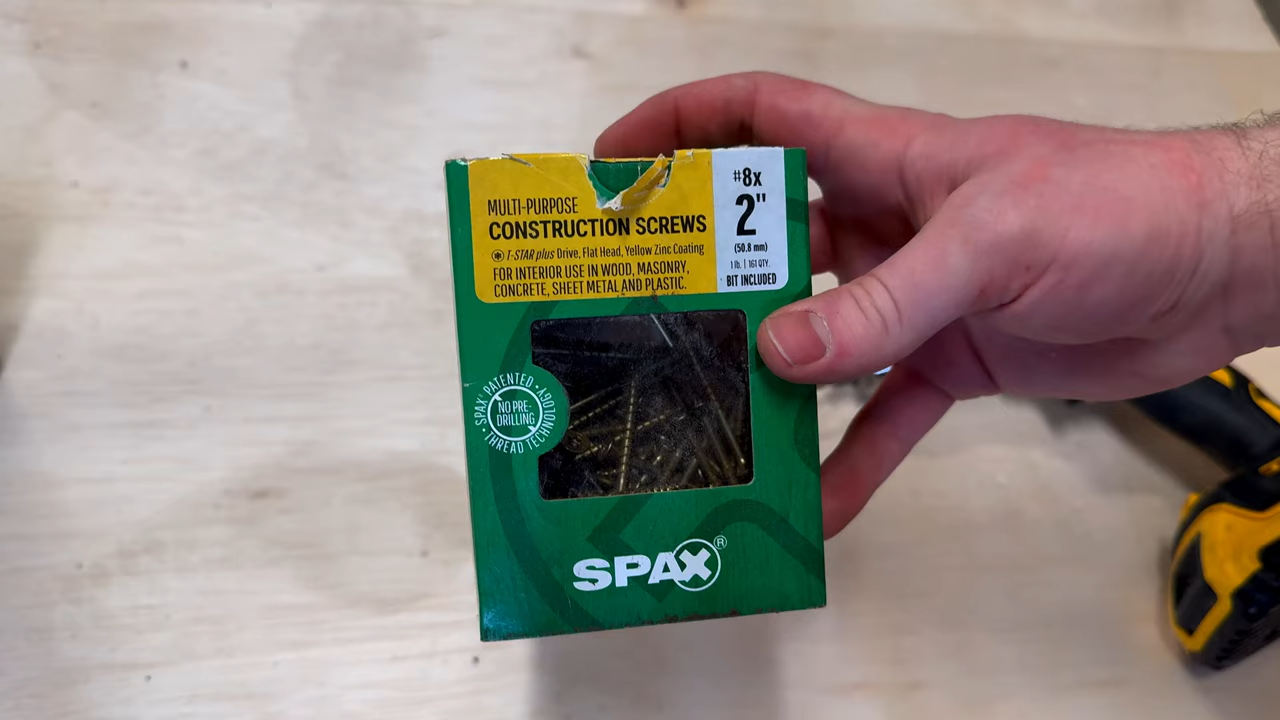 MULTI-PURPOSE
CONSTRUCTION SCREWS
T-STAR plus Drive, Flat Head, Yellow Zinc Coating
FOR INTERIOR USE IN WOOD, MASONRY,
CONCRETE, SHEET METAL AND PLASTIC.
#8x
2"
(50.8 mm)
1 lb. | 161 QTY.
BIT INCLUDED
SPAX® PATENTED
NO PRE-
DRILLING
• THREAD TECHNOLOGY •
SPAX®